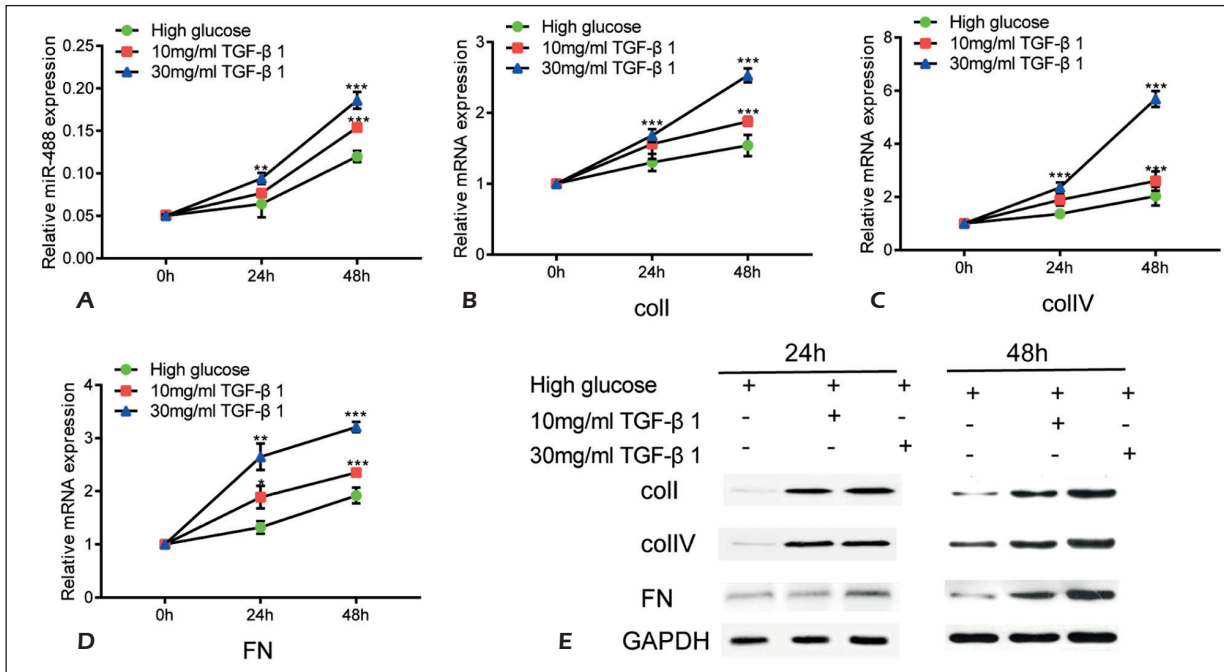 High glucose
10mg/ml TGF-β 1
30mg/ml TGF-β 1
Relative miR-488 expression
0.25
0.20
0.15
0.10
0.05
0.00
**
***
***
0h
24h
48h
A
High glucose
10mg/ml TGF-β 1
30mg/ml TGF-β 1
Relative mRNA expression
3
2
1
0
***
***
***
0h
24h
48h
B
colI
High glucose
10mg/ml TGF-β 1
30mg/ml TGF-β 1
Relative mRNA expression
8
6
4
2
0
***
***
***
0h
24h
48h
C
colIV
High glucose
10mg/ml TGF-β 1
30mg/ml TGF-β 1
Relative mRNA expression
4
3
2
1
0
**
*
***
***
0h
24h
48h
D
FN
24h
48h
High glucose + + + + + +
10mg/ml TGF-β 1 - + - - + -
30mg/ml TGF-β 1 - - + - - +
colI
colIV
FN
GAPDH
E